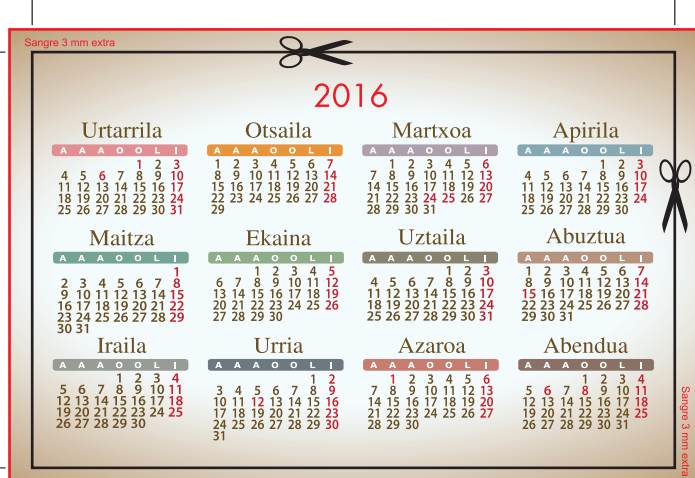 Sangre 3 mm extra
2016
Urtarrila Otsaila Martxoa Apirila
A A A O O L I A A A O O L I A A A O O L I A A A O O L I
1 2 3 1 2 3 4 5 6 7 1 2 3 4 5 6 1 2 3
4 5 6 7 8 9 10 8 9 10 11 12 13 14 7 8 9 10 11 12 13 4 5 6 7 8 9 10
11 12 13 14 15 16 17 15 16 17 18 19 20 21 14 15 16 17 18 19 20 11 12 13 14 15 16 17
18 19 20 21 22 23 24 22 23 24 25 26 27 28 21 22 23 24 25 26 27 18 19 20 21 22 23 24
25 26 27 28 29 30 31 29 28 29 30 31 25 26 27 28 29 30
Maitza Ekaina Uztaila Abuztua
A A A O O L I A A A O O L I A A A O O L I A A A O O L I
1 1 2 3 4 5 1 2 3 1 2 3 4 5 6 7
2 3 4 5 6 7 8 6 7 8 9 10 11 12 4 5 6 7 8 9 10 8 9 10 11 12 13 14
9 10 11 12 13 14 15 13 14 15 16 17 18 19 11 12 13 14 15 16 17 15 16 17 18 19 20 21
16 17 18 19 20 21 22 20 21 22 23 24 25 26 18 19 20 21 22 23 24 22 23 24 25 26 27 28
23 24 25 26 27 28 29 27 28 29 30 25 26 27 28 29 30 31 29 30 31
30 31
Iraila Urria Azaroa Abendua
A A A O O L I A A A O O L I A A A O O L I A A A O O L I
1 2 3 4 1 2 1 2 3 4 5 6 1 2 3 4
5 6 7 8 9 10 11 3 4 5 6 7 8 9 7 8 9 10 11 12 13 5 6 7 8 9 10 11
12 13 14 15 16 17 18 10 11 12 13 14 15 16 14 15 16 17 18 19 20 12 13 14 15 16 17 18
19 20 21 22 23 24 25 17 18 19 20 21 22 23 21 22 23 24 25 26 27 19 20 21 22 23 24 25
26 27 28 29 30 24 25 26 27 28 29 30 28 29 30 26 27 28 29 30 31
31
Sangre 3 mm extra